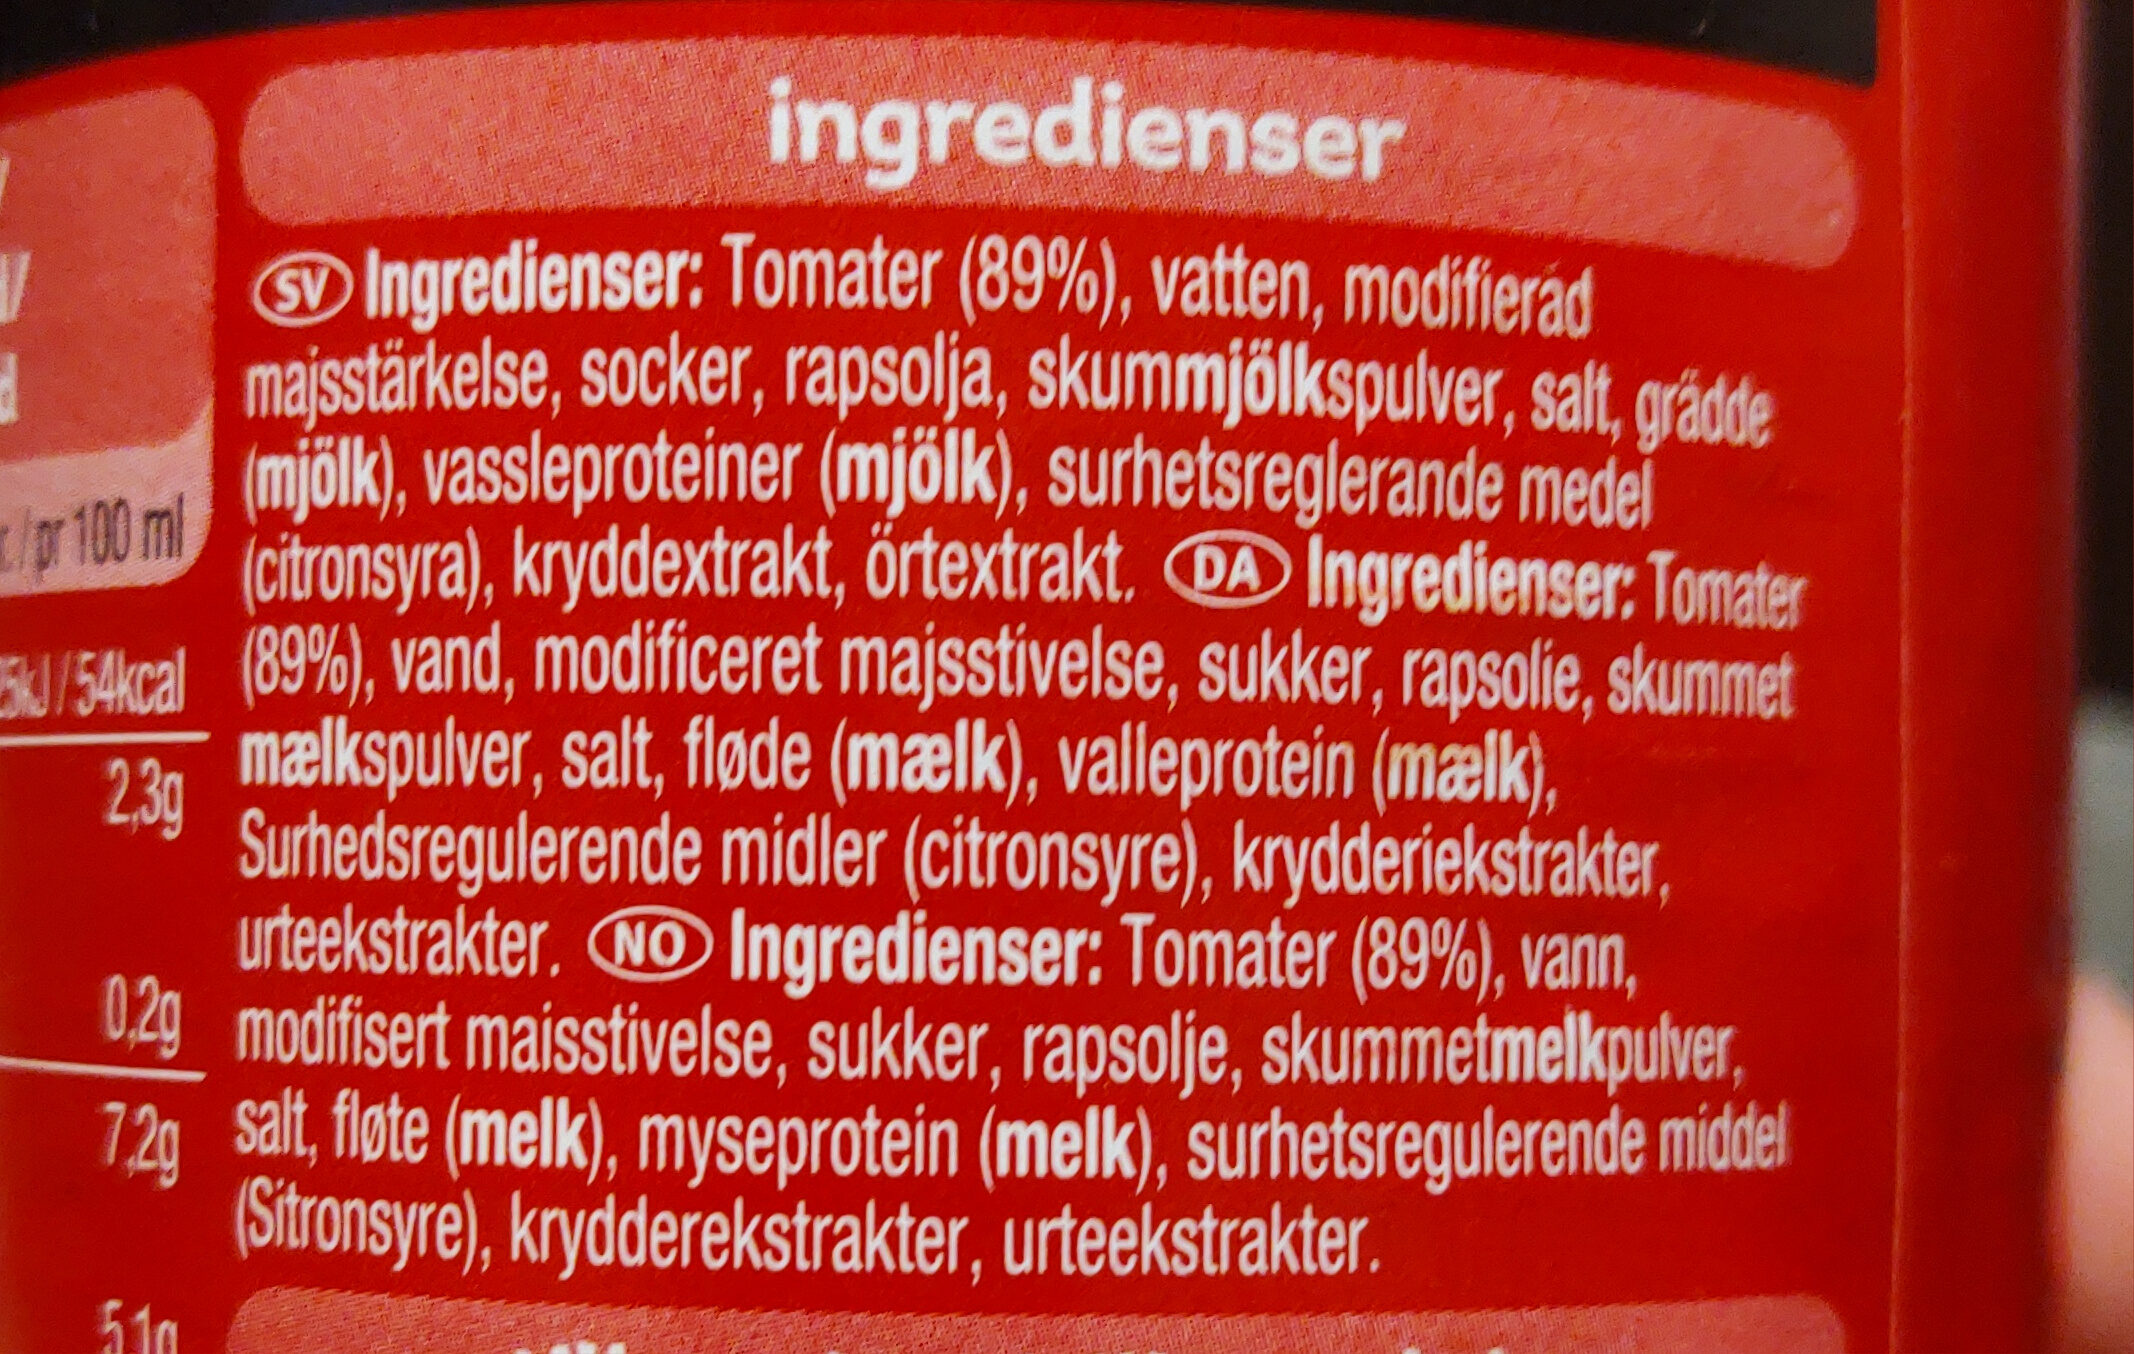 ingredienser
SV Ingredienser: Tomater (89%), vatten, modifierad
majsstärkelse, socker, rapsolja, skummjölkspulver, salt, grädde
(mjölk), vassleproteiner (mjölk), surhetsreglerande medel
(citronsyra), kryddextrakt, örtextrakt. DA Ingredienser: Tomater
(89%), vand, modificeret majsstivelse, sukker, rapsolie, skummet
mælkspulver, salt, fløde (mælk), valleprotein (mælk),
Surhedsregulerende midler (citronsyre), krydderiekstrakter,
urteekstrakter. NO Ingredienser: Tomater (89%), vann,
modifisert maisstivelse, sukker, rapsolje, skummetmelkpulver,
salt, fløte (melk), myseprotein (melk), surhetsregulerende middel
(Sitronsyre), krydderekstrakter, urteekstrakter.
/pr 100 ml
5kJ/54kcal
2,3g
0,2g
7,2g
5,1g